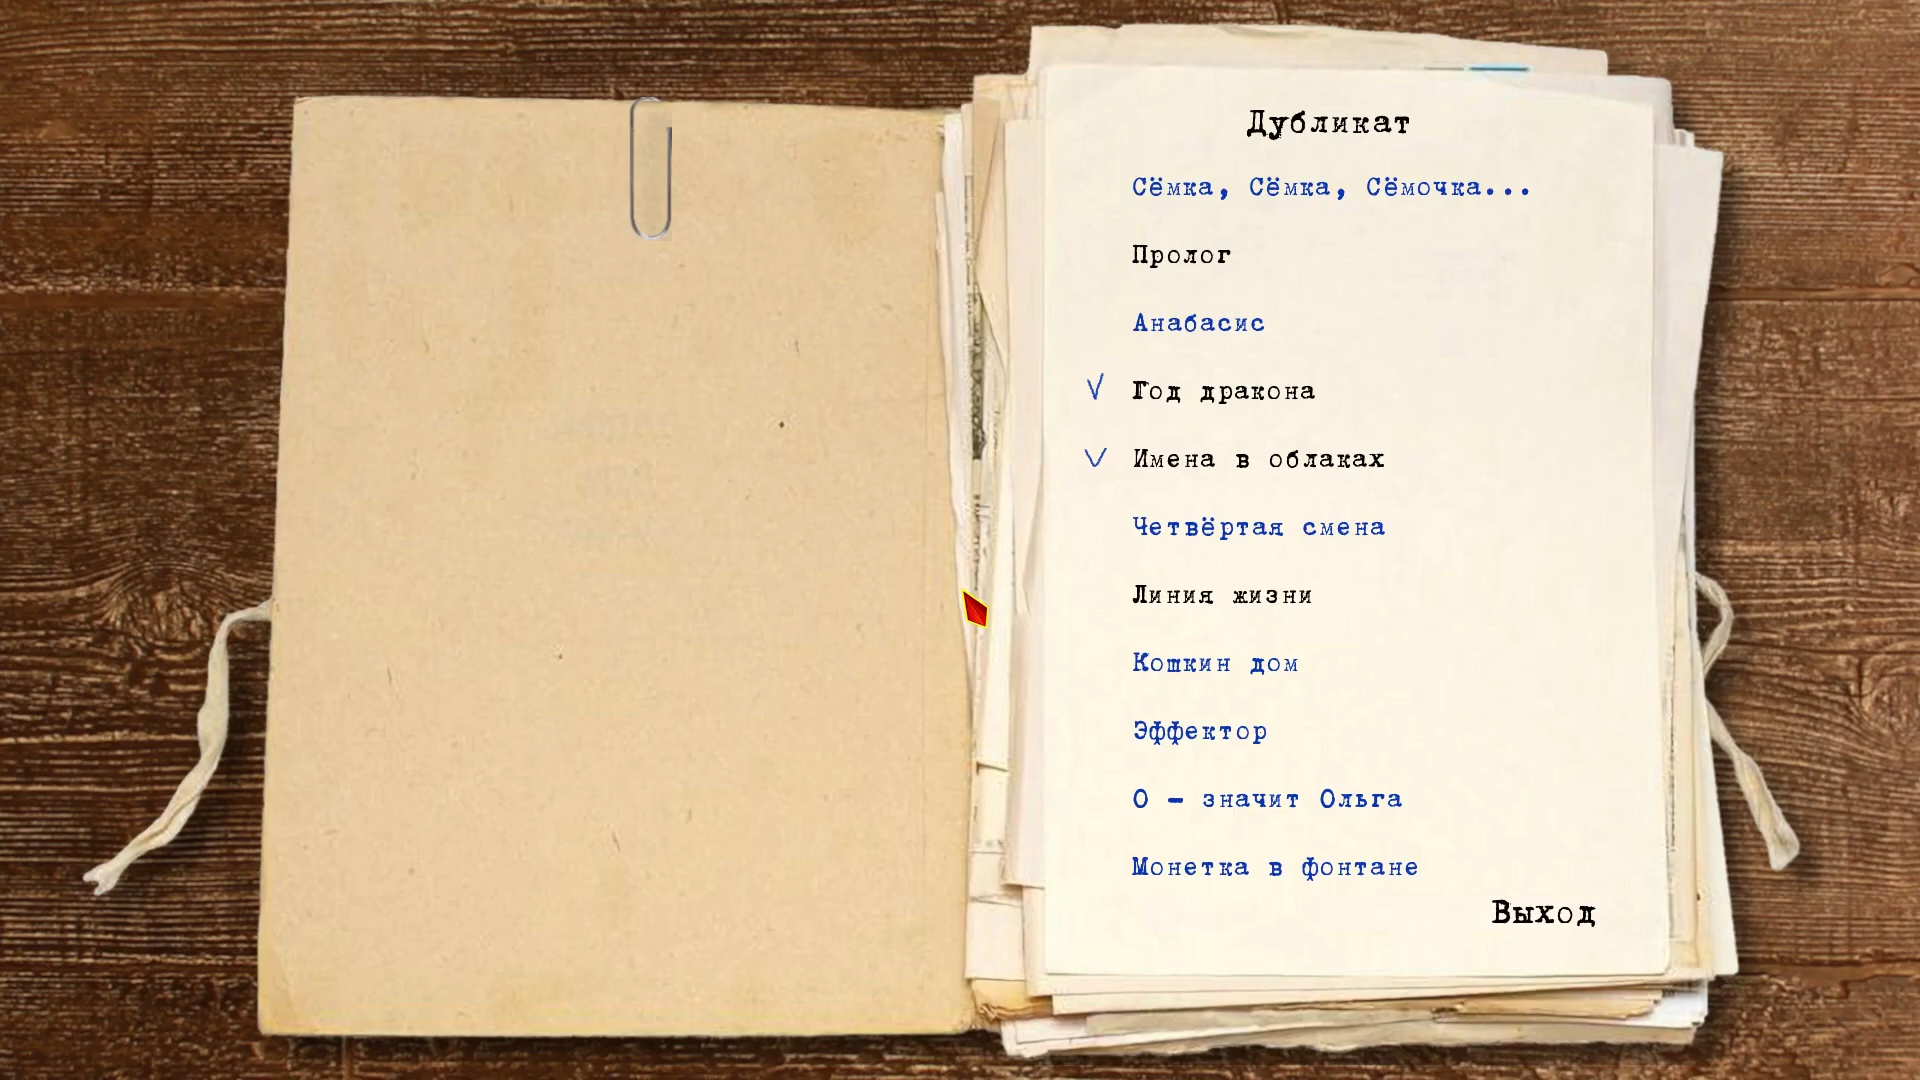 Дубликат
Сёмка, Сёмка, Сёмочка...
Пролог
Анабасис
Год дракона
Имена в облаках
Четвёртая смена
Линия жизни
Кошкин дом
Эффектор
О - значит Ольга
Монетка в фонтане
Выход